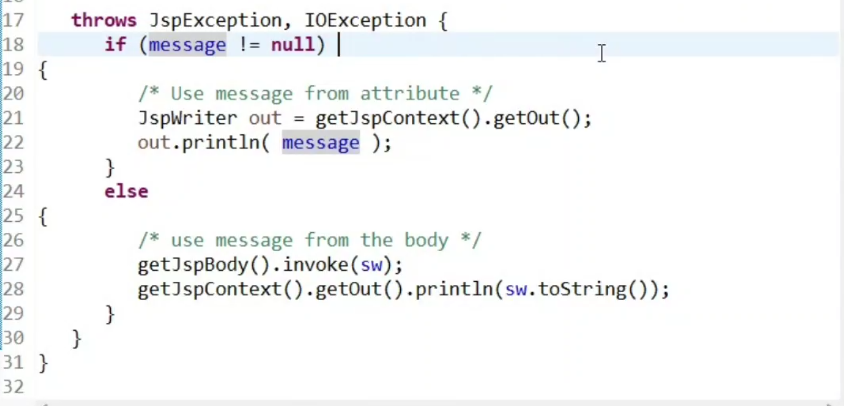 17 throws JspException, IOException {
18 if (message != null)
19 {
20 /* Use message from attribute */
21 JspWriter out = getJspContext().getOut();
22 out.println( message );
23 }
24 else
25 {
26 /* use message from the body */
27 getJspBody().invoke(sw);
28 getJspContext().getOut().println(sw.toString());
29 }
30 }
31 }
32